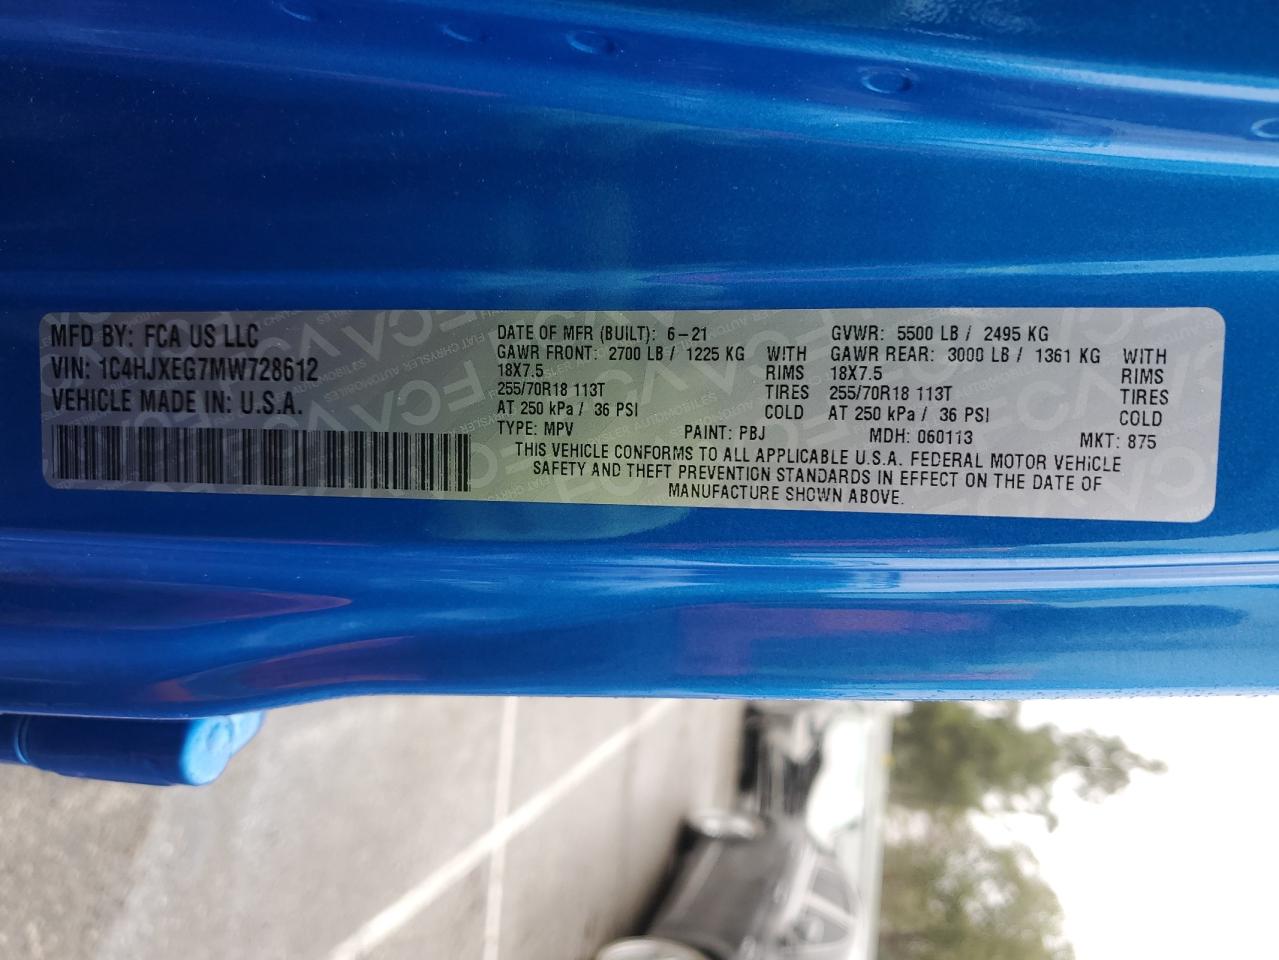 MFD BY: FCA US LLC
VIN: 1C4HJXEG7MW728612
VEHICLE MADE IN: U.S.A.
DATE OF MFR (BUILT): 6-21
GAWR FRONT: 2700 LB / 1225 KG WITH
18X7.5 RIMS
255/70R18 113T TIRES
AT 250 kPa / 36 PSI COLD
GVWR: 5500 LB / 2495 KG
GAWR REAR: 3000 LB / 1361 KG WITH
18X7.5 RIMS
255/70R18 113T TIRES
AT 250 kPa / 36 PSI COLD
TYPE: MPV PAINT: PBJ MDH: 060113 MKT: 875
THIS VEHICLE CONFORMS TO ALL APPLICABLE U.S.A. FEDERAL MOTOR VEHICLE
SAFETY AND THEFT PREVENTION STANDARDS IN EFFECT ON THE DATE OF
MANUFACTURE SHOWN ABOVE.